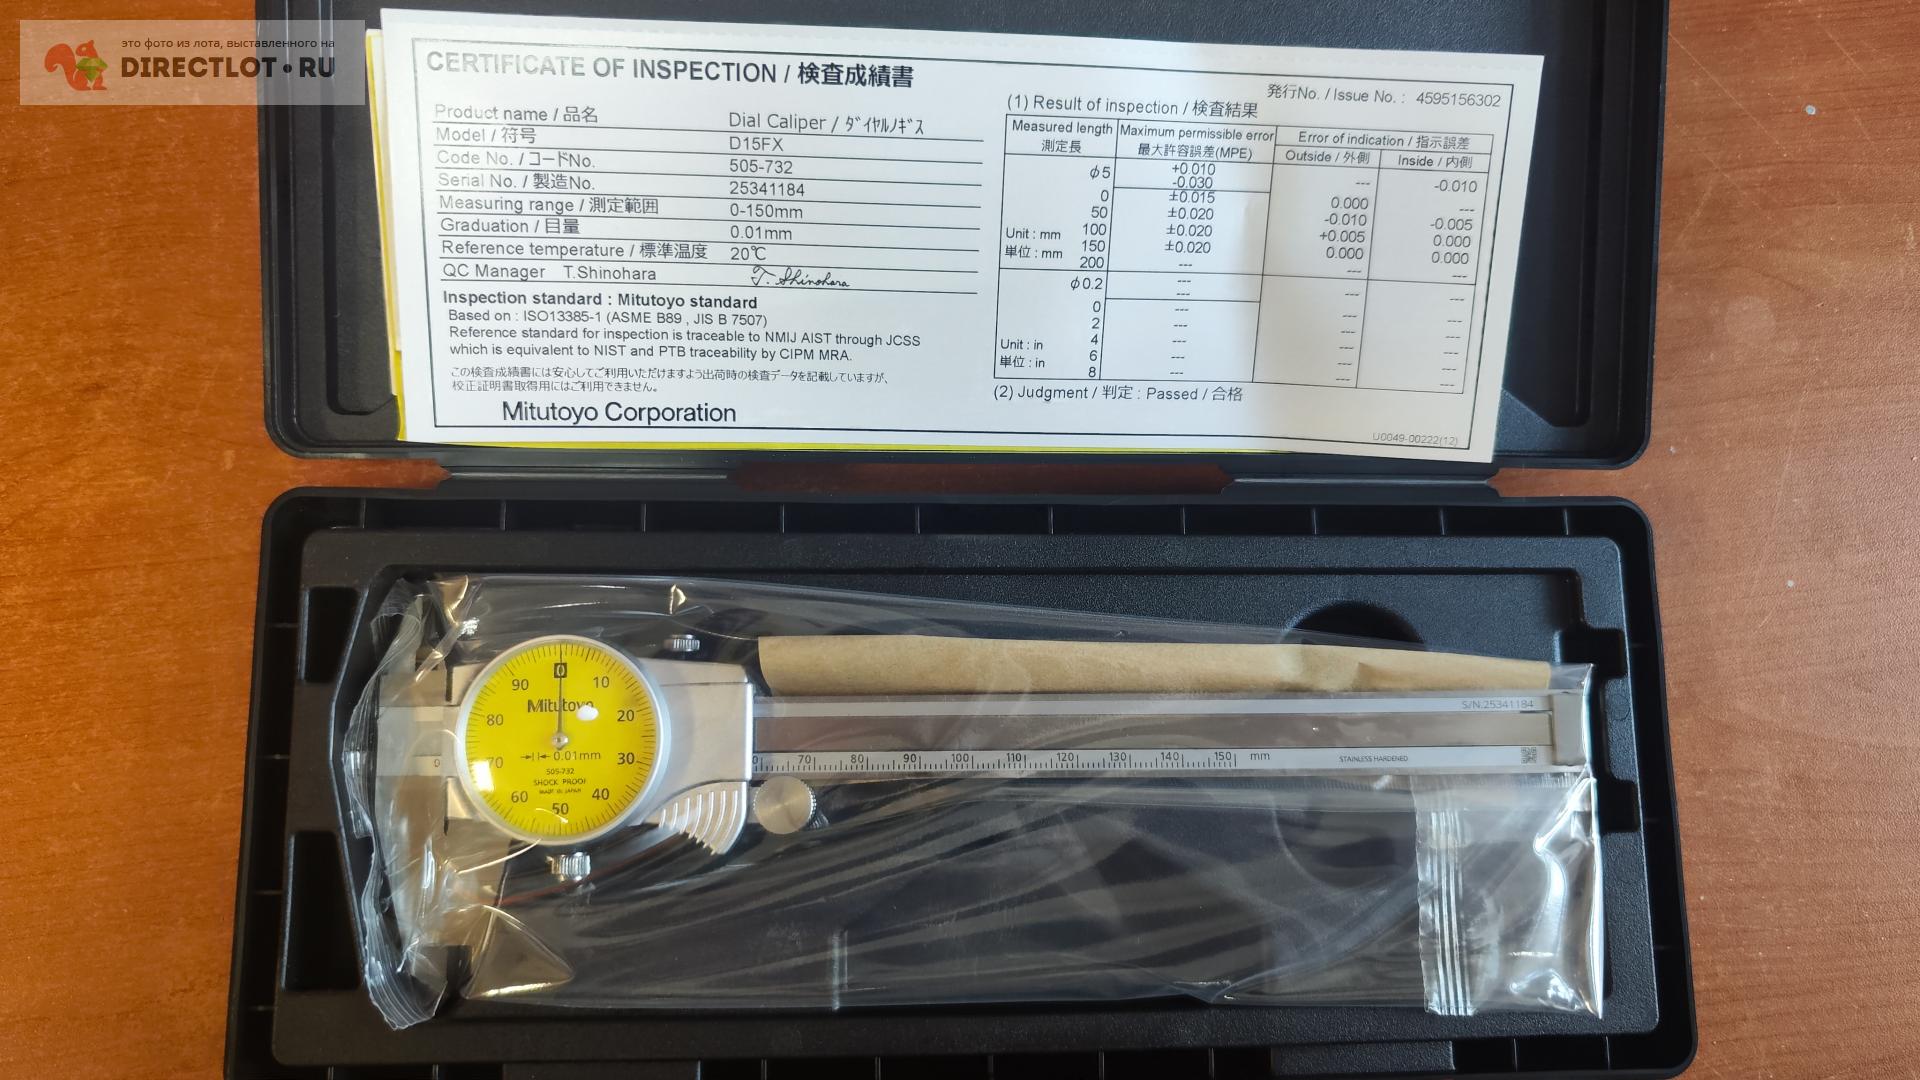 это фото из лота, выставленного на
DIRECTLOT•RU
CERTIFICATE OF INSPECTION / 検査成績書
Product name / 品名 Dial Caliper / ﾀﾞｲﾔﾙﾉｷﾞｽ
Model / 符号 D15FX
Code No. / コードNo. 505-732
Serial No. / 製造No. 25341184
Measuring range / 測定範囲 0-150mm
Graduation / 目量 0.01mm
Reference temperature / 標準温度 20℃
QC Manager T.Shinohara T. Shinohara
Inspection standard : Mitutoyo standard
Based on : ISO13385-1 (ASME B89 , JIS B 7507)
Reference standard for inspection is traceable to NMIJ AIST through JCSS
which is equivalent to NIST and PTB traceability by CIPM MRA.
この検査成績書には安心してご利用いただけますよう出荷時の検査データを記載していますが、
校正証明書取得用にはご利用できません。
Mitutoyo Corporation
発行No. / Issue No. : 4595156302
(1) Result of inspection / 検査結果
Measured length Maximum permissible error Error of indication / 指示誤差
測定長 最大許容誤差(MPE) Outside / 外側 Inside / 内側
φ5 +0.010 --- -0.010
-0.030
0 ±0.015 0.000 ---
50 ±0.020 -0.010 -0.005
Unit : mm 100 ±0.020 +0.005 0.000
単位 : mm 150 ±0.020 0.000 0.000
200 --- --- ---
φ0.2 --- --- ---
---
0 --- --- ---
2 --- --- ---
Unit : in 4 --- --- ---
単位 : in 6 --- --- ---
8 --- --- ---
(2) Judgment / 判定 : Passed / 合格
U0049-00222(12)
0
90 10
Mitutoyo
80 20
70 30
0.01mm
505-732
SHOCK PROOF
MADE IN JAPAN
60 40
50
S/N.25341184
0
70 80 90 100 110 120 130 140 150 mm
STAINLESS HARDENED